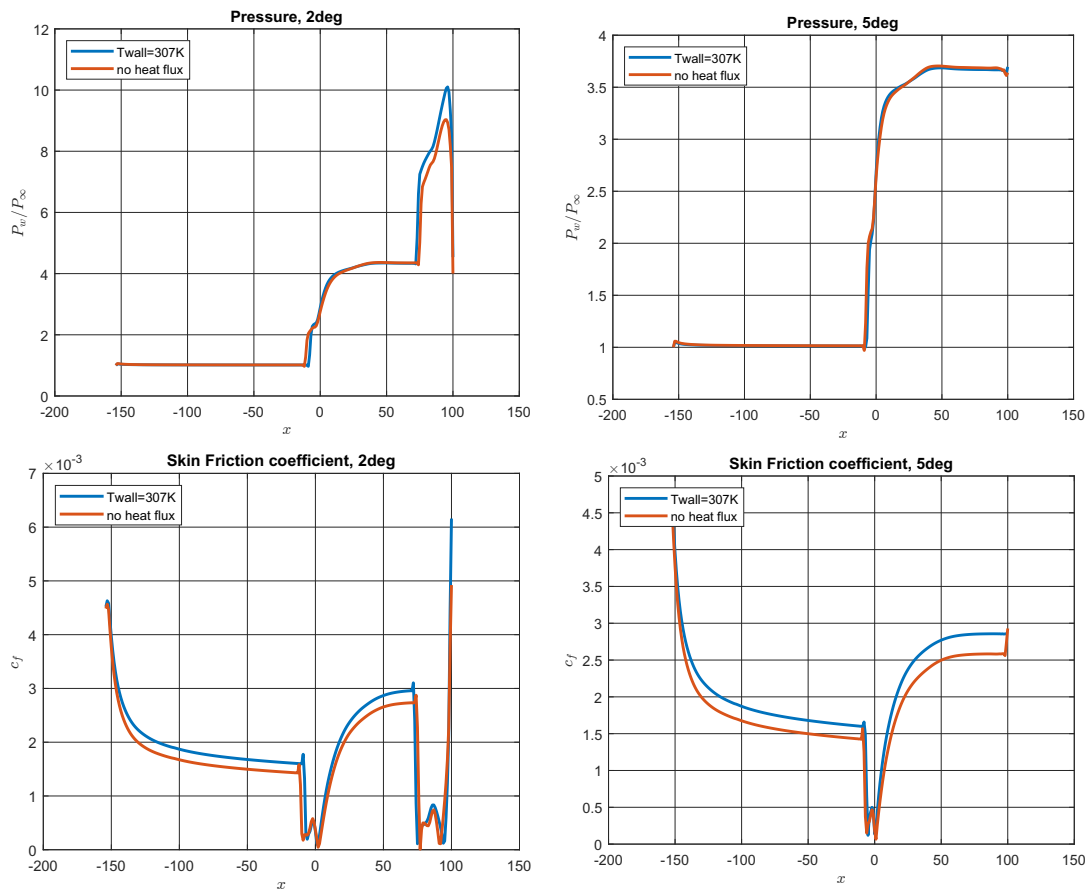 Pressure, 2deg
12
10
8
6
4
2
0
P_w/P_∞
Twall=307K
no heat flux
-200 -150 -100 -50 0 50 100 150
x
Pressure, 5deg
4
3.5
3
2.5
2
1.5
1
0.5
P_w/P_∞
Twall=307K
no heat flux
-200 -150 -100 -50 0 50 100 150
x
Skin Friction coefficient, 2deg
×10⁻³
7
6
5
4
3
2
1
0
c_f
Twall=307K
no heat flux
-200 -150 -100 -50 0 50 100 150
x
Skin Friction coefficient, 5deg
×10⁻³
5
4.5
4
3.5
3
2.5
2
1.5
1
0.5
0
c_f
Twall=307K
no heat flux
-200 -150 -100 -50 0 50 100 150
x